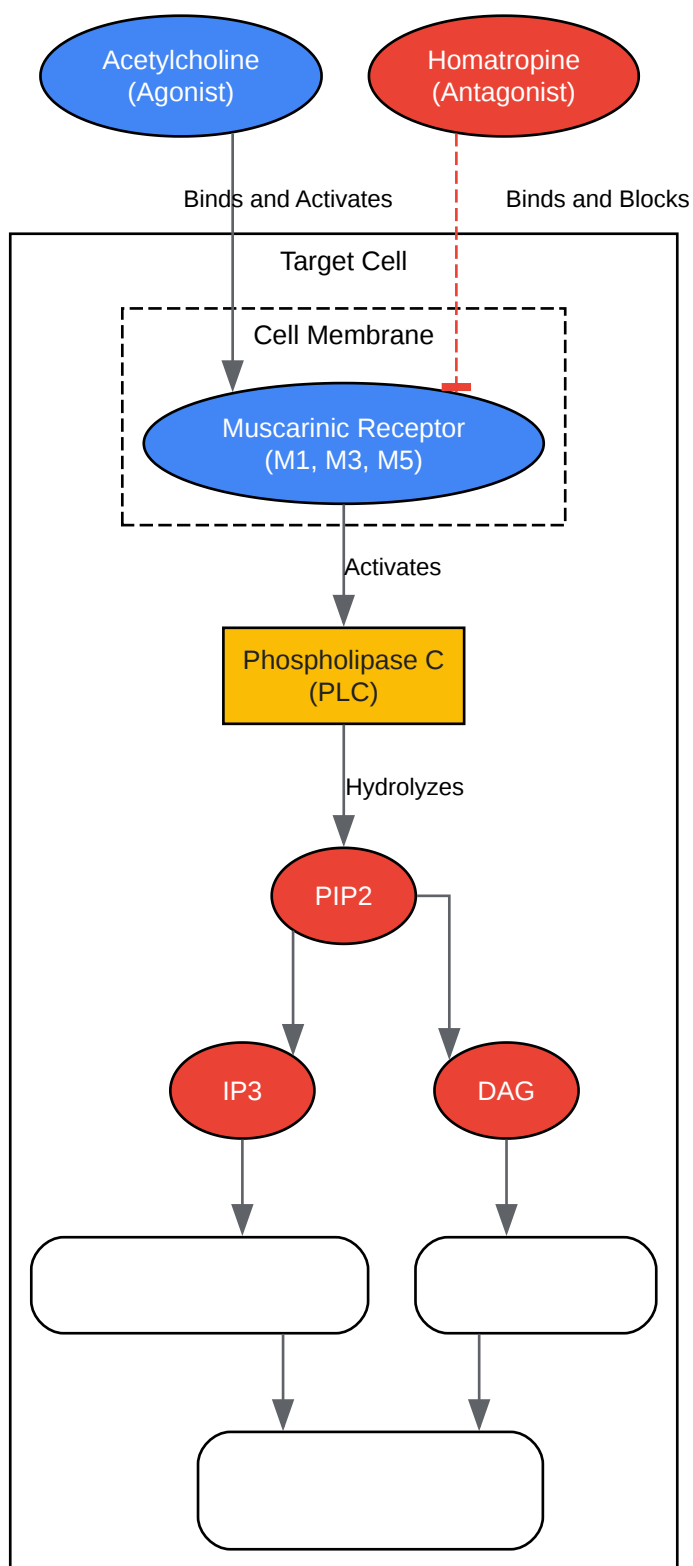 Acetylcholine
(Agonist)
Homatropine
(Antagonist)
Binds and Activates
Binds and Blocks
Target Cell
Cell Membrane
Muscarinic Receptor
(M1, M3, M5)
Activates
Phospholipase C
(PLC)
Hydrolyzes
PIP2
IP3
DAG